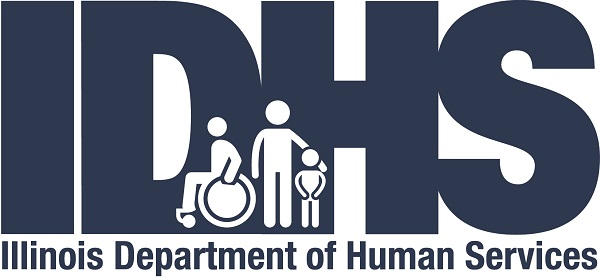 IDHS
Illinois Department of Human Services